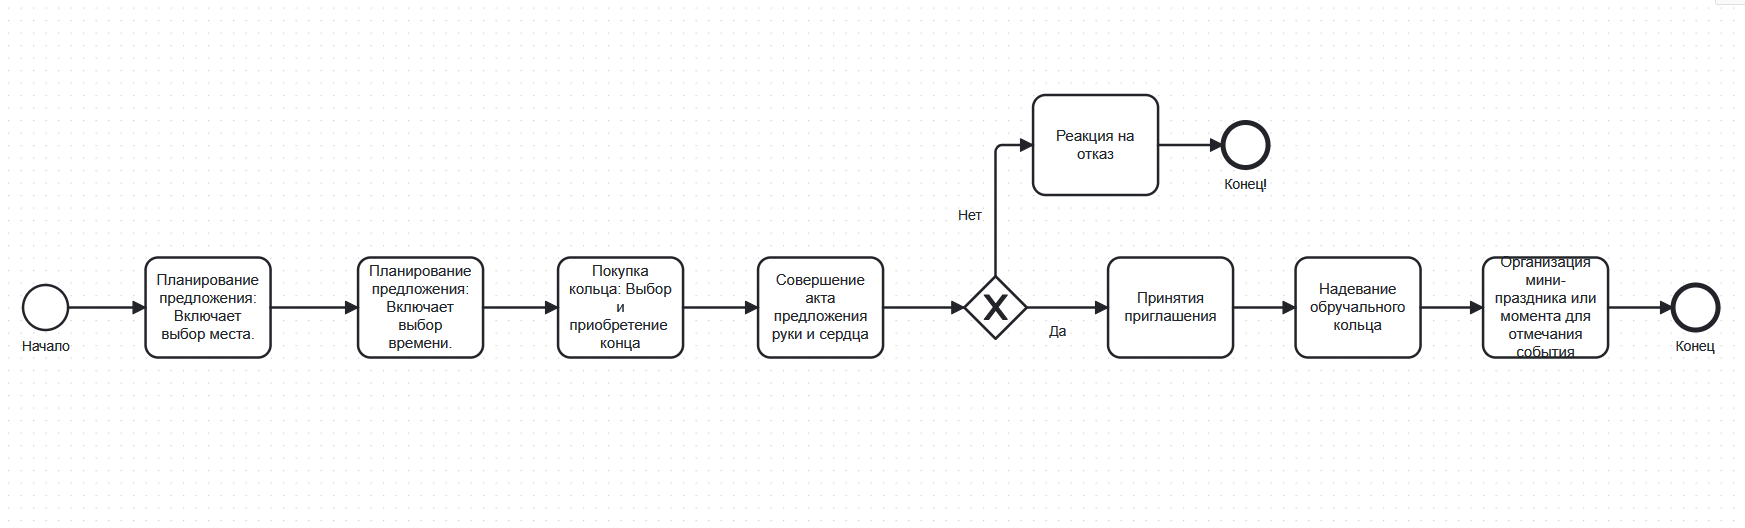 Начало
Планирование
предложения:
Включает
выбор места.
Планирование
предложения:
Включает
выбор
времени.
Покупка
кольца: Выбор
и
приобретение
конца
Совершение
акта
предложения
руки и сердца
Нет
Реакция на
отказ
Конец!
Да
Принятия
приглашения
Надевание
обручального
кольца
Организация
мини-
праздника или
момента для
отмечания
события
Конец